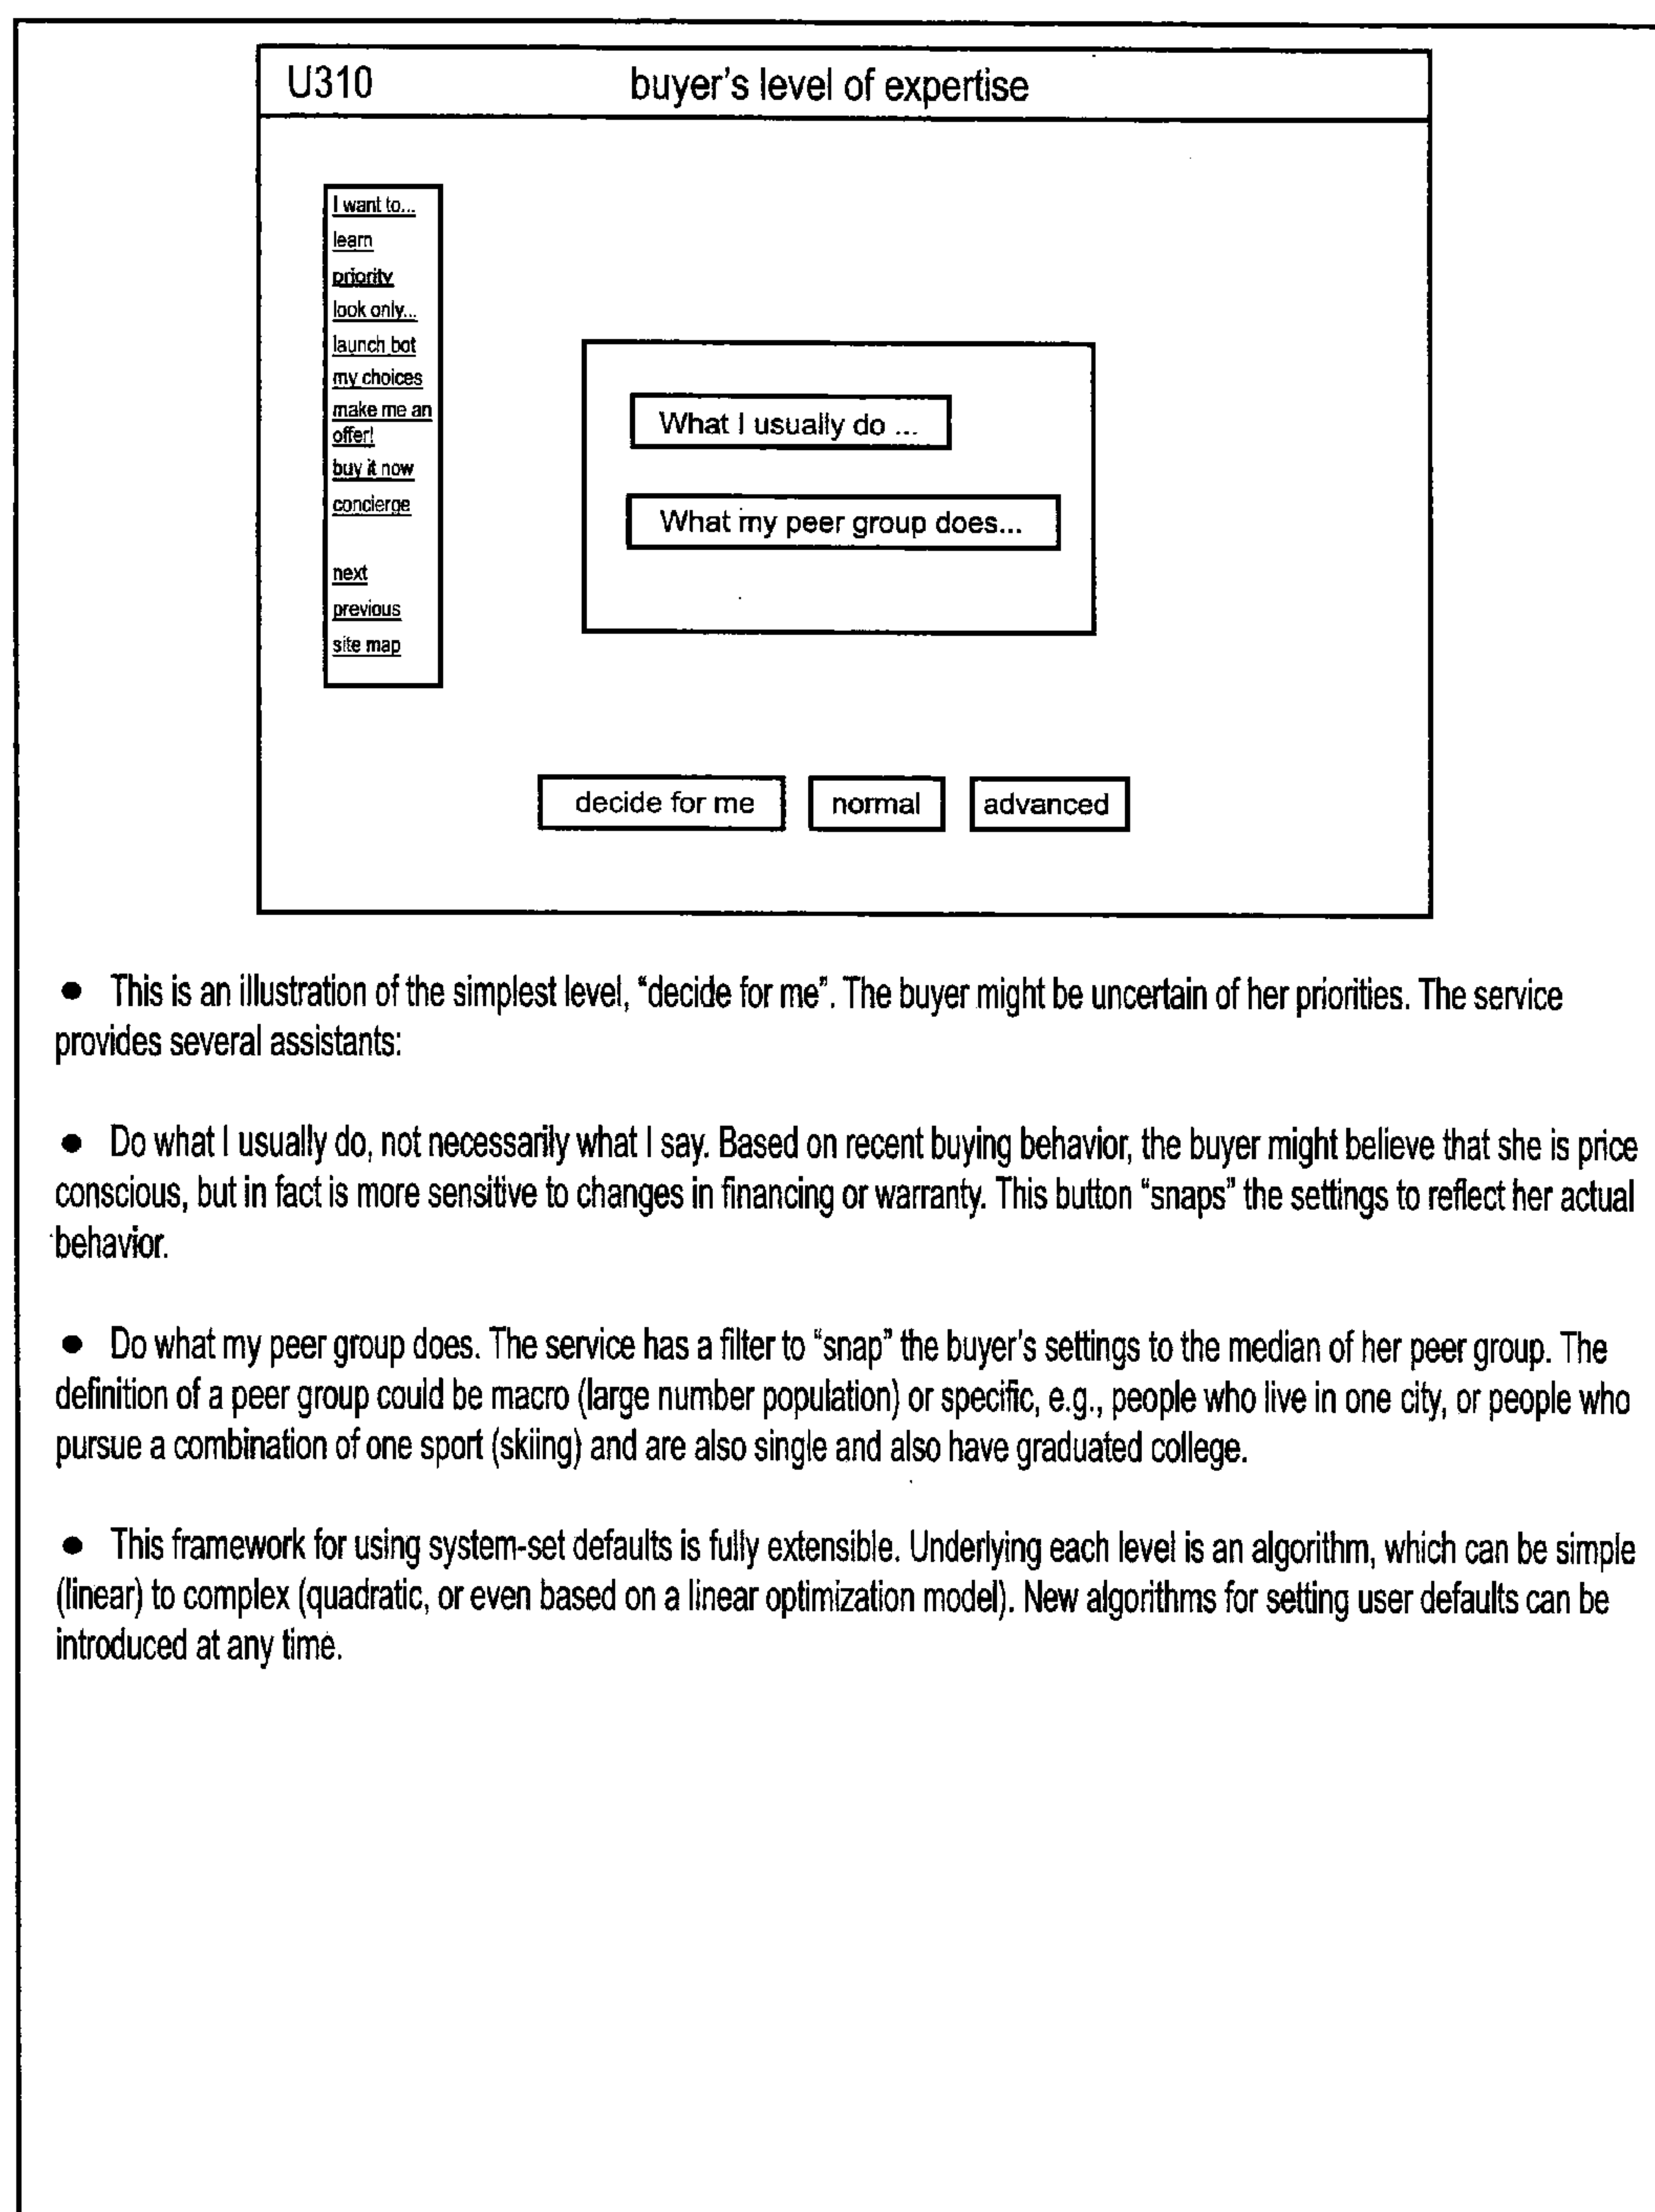 U310 buyer's level of expertise
I want to...
learn
priority
look only...
launch bot
my choices
make me an
offer!
buy it now
concierge
next
previous
site map
What I usually do ...
What my peer group does...
decide for me normal advanced
● This is an illustration of the simplest level, “decide for me”. The buyer might be uncertain of her priorities. The service
provides several assistants:
● Do what I usually do, not necessarily what I say. Based on recent buying behavior, the buyer might believe that she is price
conscious, but in fact is more sensitive to changes in financing or warranty. This button “snaps” the settings to reflect her actual
behavior.
● Do what my peer group does. The service has a filter to “snap” the buyer's settings to the median of her peer group. The
definition of a peer group could be macro (large number population) or specific, e.g., people who live in one city, or people who
pursue a combination of one sport (skiing) and are also single and also have graduated college.
● This framework for using system-set defaults is fully extensible. Underlying each level is an algorithm, which can be simple
(linear) to complex (quadratic, or even based on a linear optimization model). New algorithms for setting user defaults can be
introduced at any time.